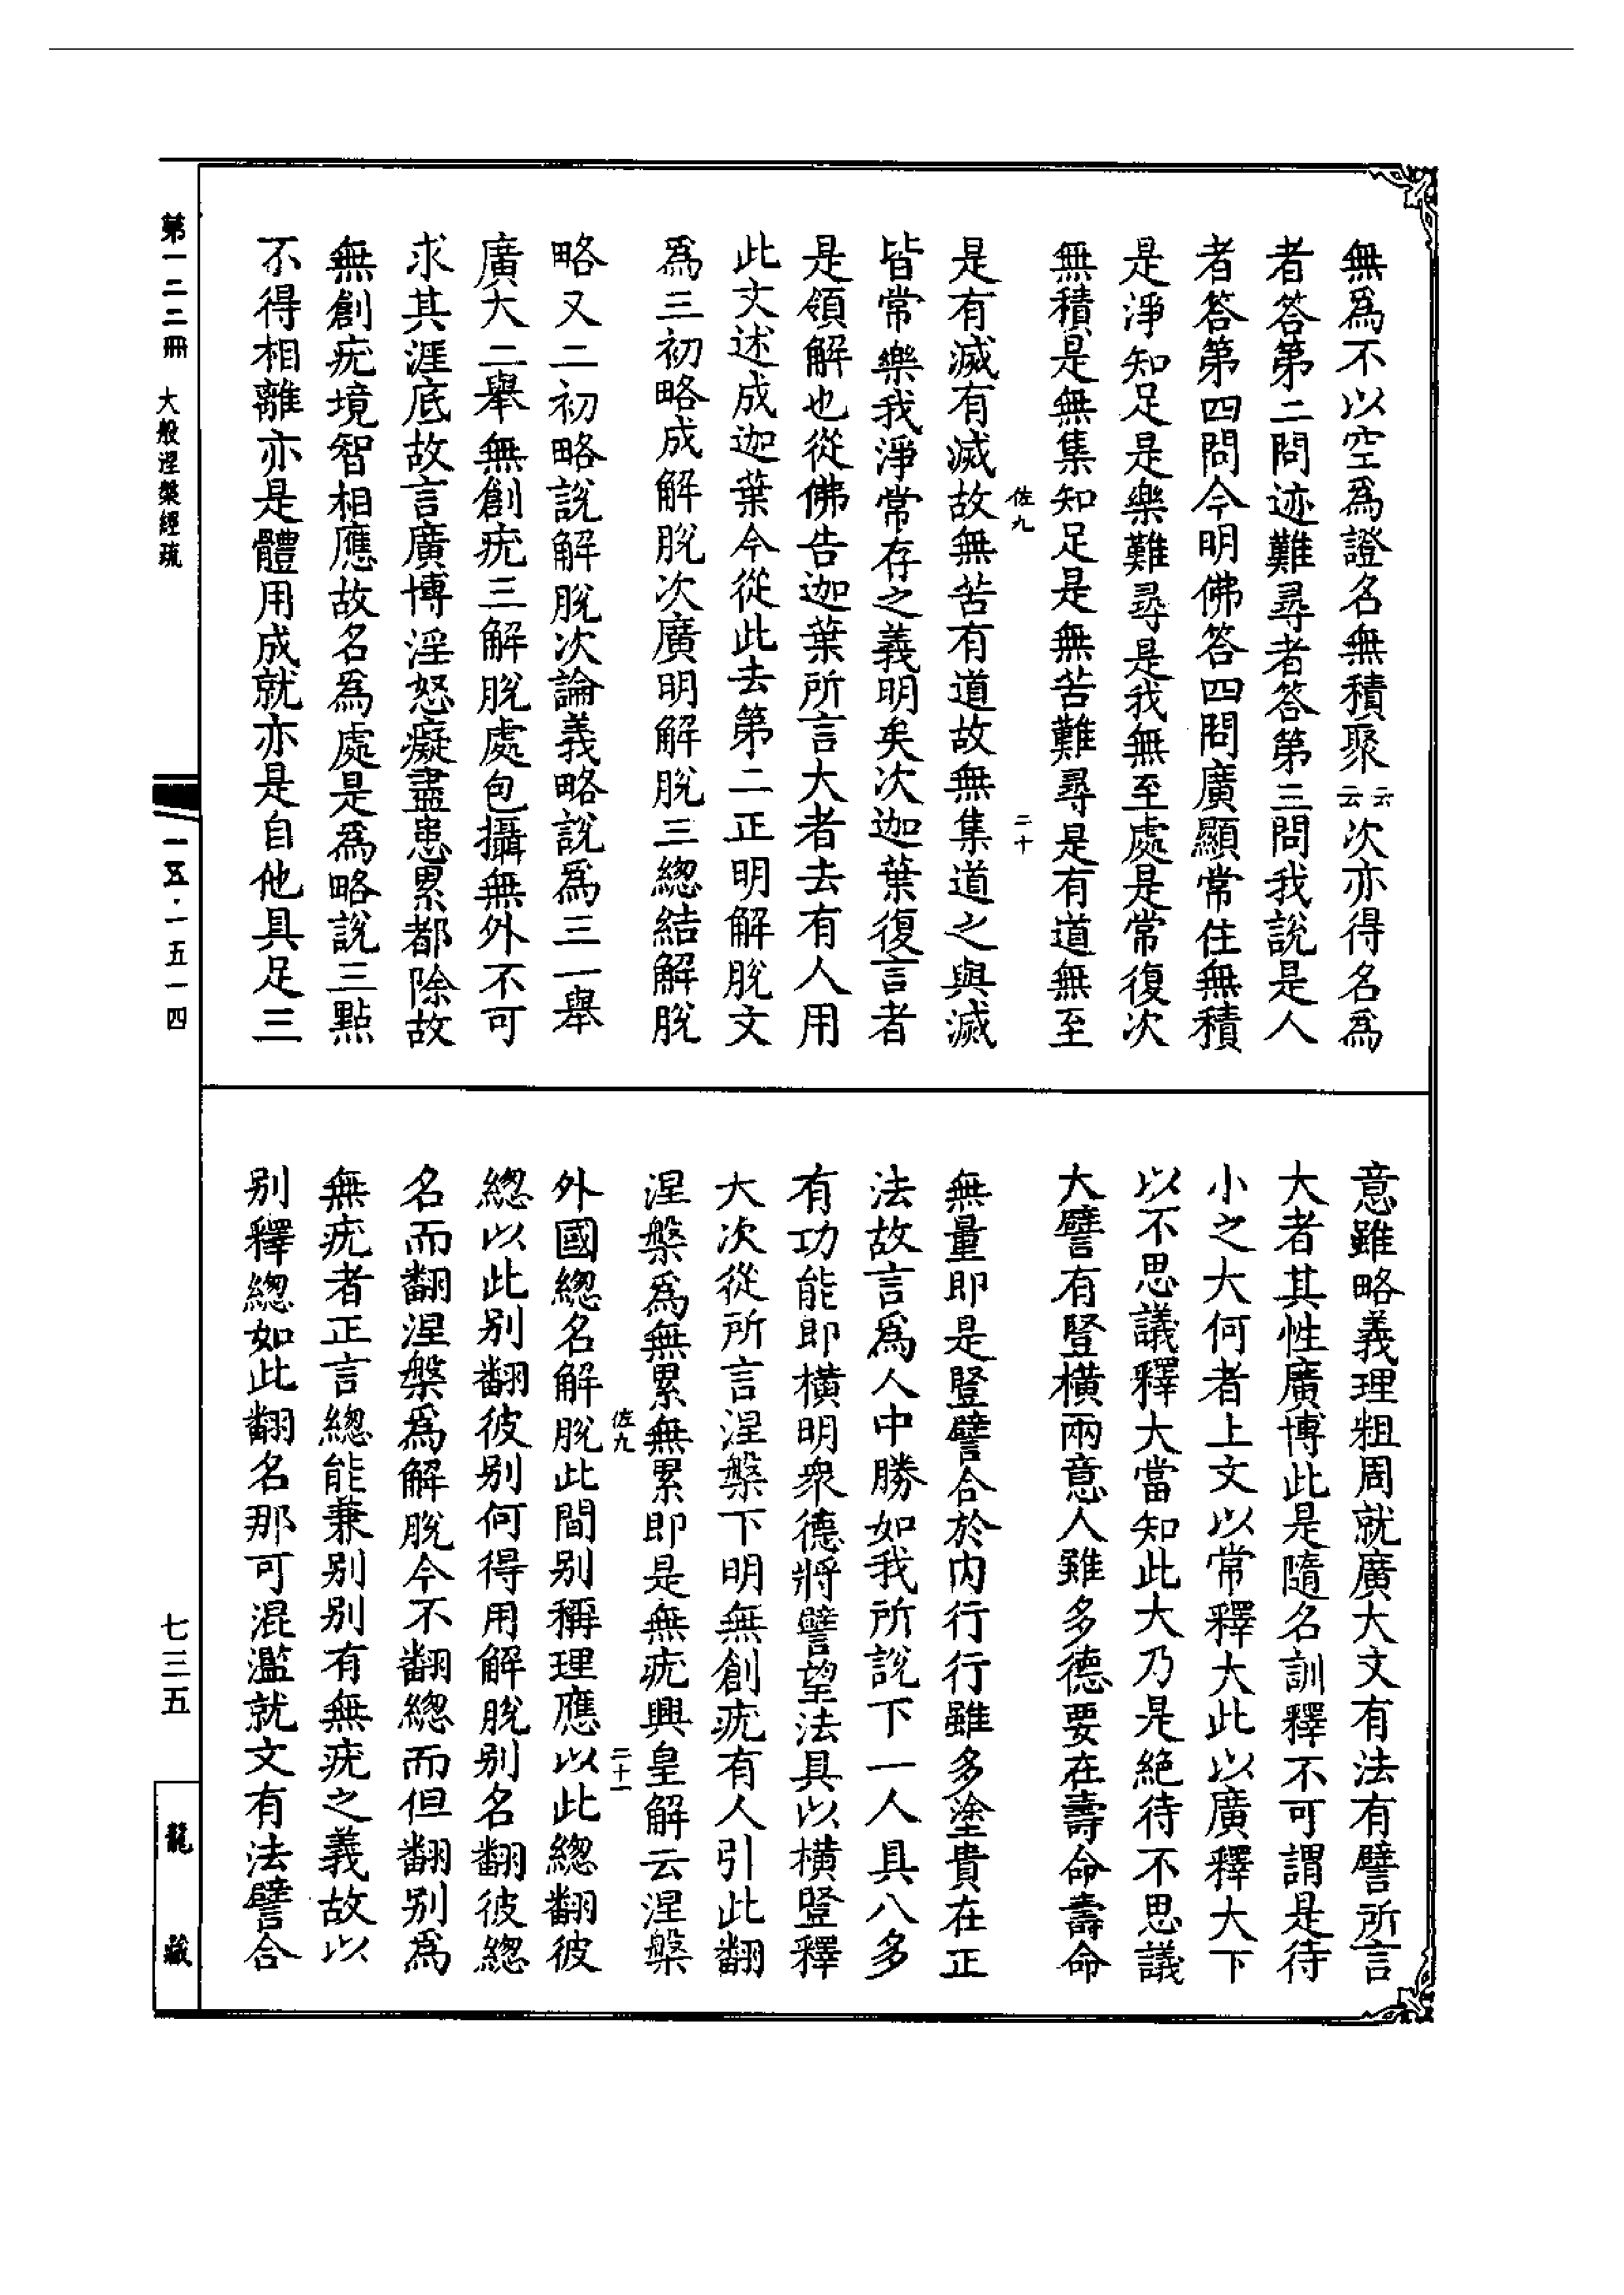 無爲不以空爲證名無積聚云云次亦得名爲
者答第二問迹難尋者答第三問我說是人
者答第四問今明佛答四問廣顯常住無積
是淨知足是樂難尋是我無至處是常復次
無積是無集知足是無苦難尋是有道無至
佐九 二十
是有滅有滅故無苦有道故無集道之與滅
皆常樂我淨常存之義明矣次迦葉復言者
是領解也從佛告迦葉所言大者去有人用
此文述成迦葉今從此去第二正明解脫文
爲三初略成解脫次廣明解脫三總結解脫
略又二初略說解脫次論義略說爲三一舉
廣大二舉無創疣三解脫處包攝無外不可
求其涯底故言廣博淫怒癡盡患累都除故
無創疣境智相應故名爲處是爲略說三點
不得相離亦是體用成就亦是自他具足三
意雖略義理粗周就廣大文有法有譬所言
大者其性廣博此是隨名訓釋不可謂是待
小之大何者上文以常釋大此以廣釋大下
以不思議釋大當知此大乃是絕待不思議
大譬有豎橫兩意人雖多德要在壽命壽命
無量即是豎譬合於內行行雖多塗貴在正
法故言爲人中勝如我所說下一人具八多
有功能即橫明衆德將譬望法具以橫豎釋
大次從所言涅槃下明無創疣有人引此翻
涅槃爲無累無累即是無疣興皇解云涅槃
佐九 二十一
外國總名解脫此間别稱理應以此總翻彼
總以此别翻彼别何得用解脫别名翻彼總
名而翻涅槃爲解脫今不翻總而但翻别爲
無疣者正言總能兼别别有無疣之義故以
别釋總如此翻名那可混濫就文有法譬合
第一二二冊 大般涅槃經疏
一五·一五一四
七三五
龍藏